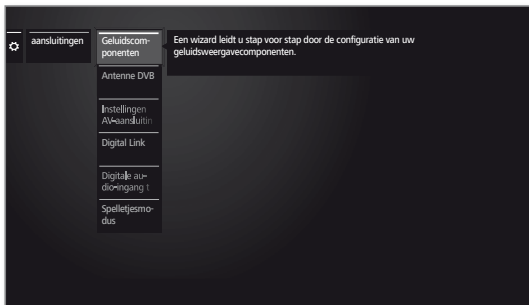 aansluitingen
Geluidscom-
ponenten
Een wizard leidt u stap voor stap door de configuratie van uw
geluidsweergavecomponenten.
Antenne DVB
Instellingen
AV-aansluitin
Digital Link
Digitale au-
dio-ingang t
Spelletjesmo-
dus